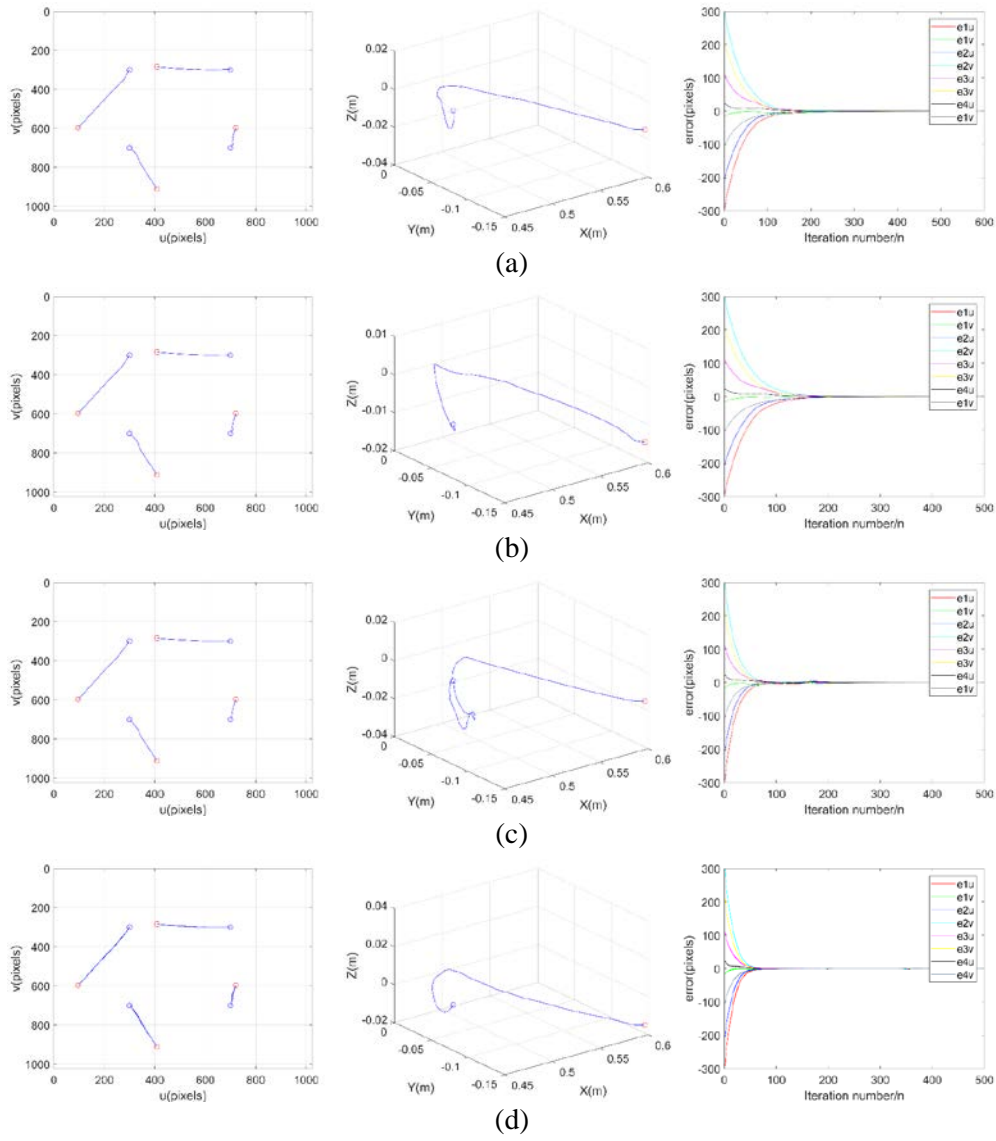 0
200
400
600
800
1000
v(pixels)
0 200 400 600 800 1000
u(pixels)
0.02
0
-0.02
-0.04
Z(m)
0
-0.05
-0.1
-0.15
Y(m)
0.45
0.5
0.55
0.6
X(m)
300
200
100
0
-100
-200
-300
error(pixels)
0 100 200 300 400 500 600
Iteration number/n
e1u
e1v
e2u
e2v
e3u
e3v
e4u
e1v
(a)
0
200
400
600
800
1000
v(pixels)
0 200 400 600 800 1000
u(pixels)
0.01
0
-0.01
-0.02
Z(m)
0
-0.05
-0.1
-0.15
Y(m)
0.45
0.5
0.55
0.6
X(m)
300
200
100
0
-100
-200
-300
error(pixels)
0 100 200 300 400 500
Iteration number/n
e1u
e1v
e2u
e2v
e3u
e3v
e4u
e1v
(b)
0
200
400
600
800
1000
v(pixels)
0 200 400 600 800 1000
u(pixels)
0.02
0
-0.02
-0.04
Z(m)
0
-0.05
-0.1
-0.15
Y(m)
0.45
0.5
0.55
0.6
X(m)
300
200
100
0
-100
-200
-300
error(pixels)
0 100 200 300 400 500
Iteration number/n
e1u
e1v
e2u
e2v
e3u
e3v
e4u
e1v
(c)
0
200
400
600
800
1000
v(pixels)
0 200 400 600 800 1000
u(pixels)
0.04
0.02
0
-0.02
Z(m)
0
-0.05
-0.1
-0.15
Y(m)
0.45
0.5
0.55
0.6
X(m)
300
200
100
0
-100
-200
-300
error(pixels)
0 100 200 300 400 500
Iteration number/n
e1u
e1v
e2u
e2v
e3u
e3v
e4u
e4v
(d)